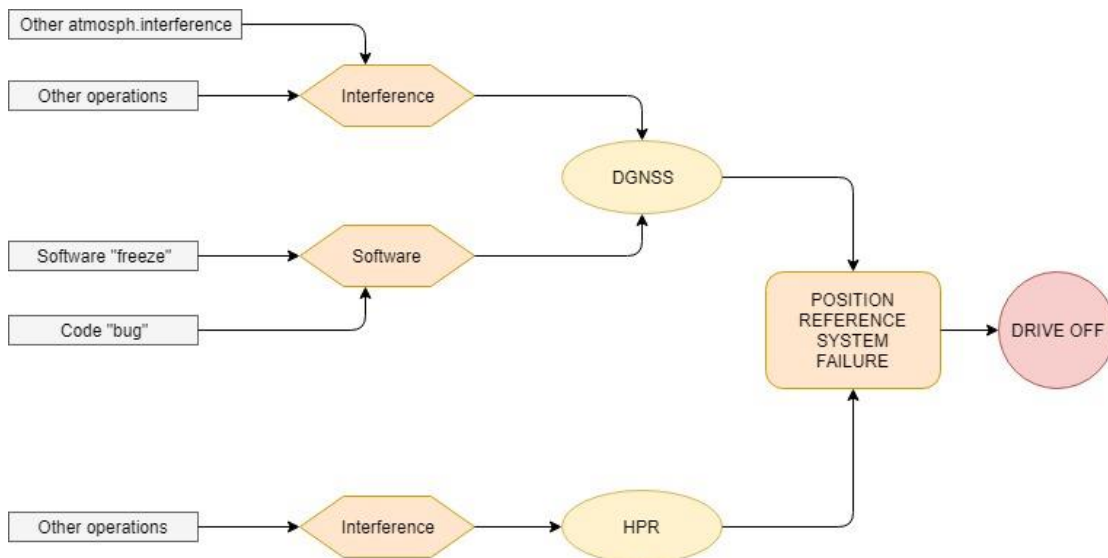 Other atmosph.interference
Other operations
Interference
DGNSS
Software "freeze"
Software
Code "bug"
POSITION
REFERENCE
SYSTEM
FAILURE
DRIVE OFF
Other operations
Interference
HPR